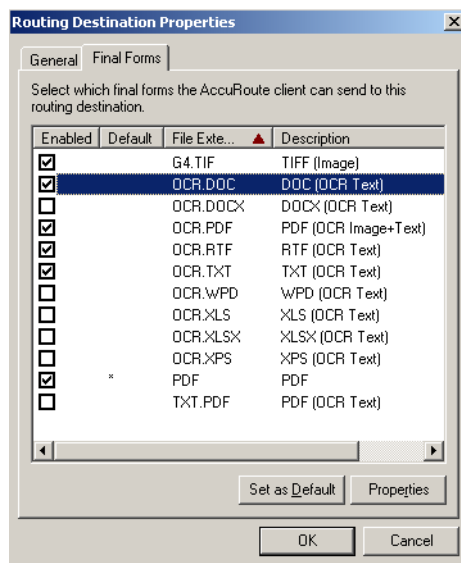 Routing Destination Properties
General Final Forms
Select which final forms the AccuRoute client can send to this
routing destination.
Enabled Default File Exte... Description
G4.TIF TIFF (Image)
OCR.DOC DOC (OCR Text)
OCR.DOCX DOCX (OCR Text)
OCR.PDF PDF (OCR Image+Text)
OCR.RTF RTF (OCR Text)
OCR.TXT TXT (OCR Text)
OCR.WPD WPD (OCR Text)
OCR.XLS XLS (OCR Text)
OCR.XLSX XLSX (OCR Text)
OCR.XPS XPS (OCR Text)
* PDF PDF
TXT.PDF PDF (OCR Text)
Set as Default Properties
OK Cancel